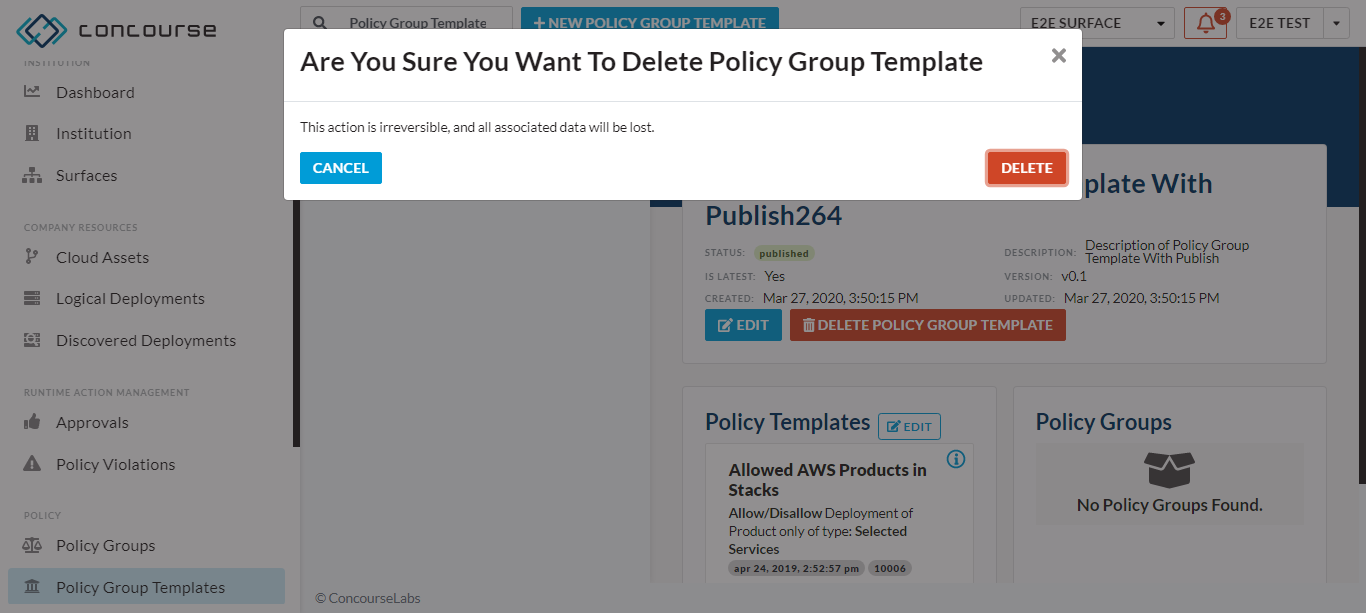 concourse
Policy Group Template
+ NEW POLICY GROUP TEMPLATE
E2E SURFACE
3
E2E TEST
INSTITUTION
Dashboard
Institution
Surfaces
COMPANY RESOURCES
Cloud Assets
Logical Deployments
Discovered Deployments
RUNTIME ACTION MANAGEMENT
Approvals
Policy Violations
POLICY
Policy Groups
Policy Group Templates
Are You Sure You Want To Delete Policy Group Template
×
This action is irreversible, and all associated data will be lost.
CANCEL
DELETE
plate With
Publish264
STATUS: published
DESCRIPTION: Description of Policy Group
Template With Publish
IS LATEST: Yes
VERSION: v0.1
CREATED: Mar 27, 2020, 3:50:15 PM
UPDATED: Mar 27, 2020, 3:50:15 PM
EDIT
DELETE POLICY GROUP TEMPLATE
Policy Templates
EDIT
Allowed AWS Products in
Stacks
Allow/Disallow Deployment of
Product only of type: Selected
Services
apr 24, 2019, 2:52:57 pm
10006
Policy Groups
No Policy Groups Found.
© ConcourseLabs